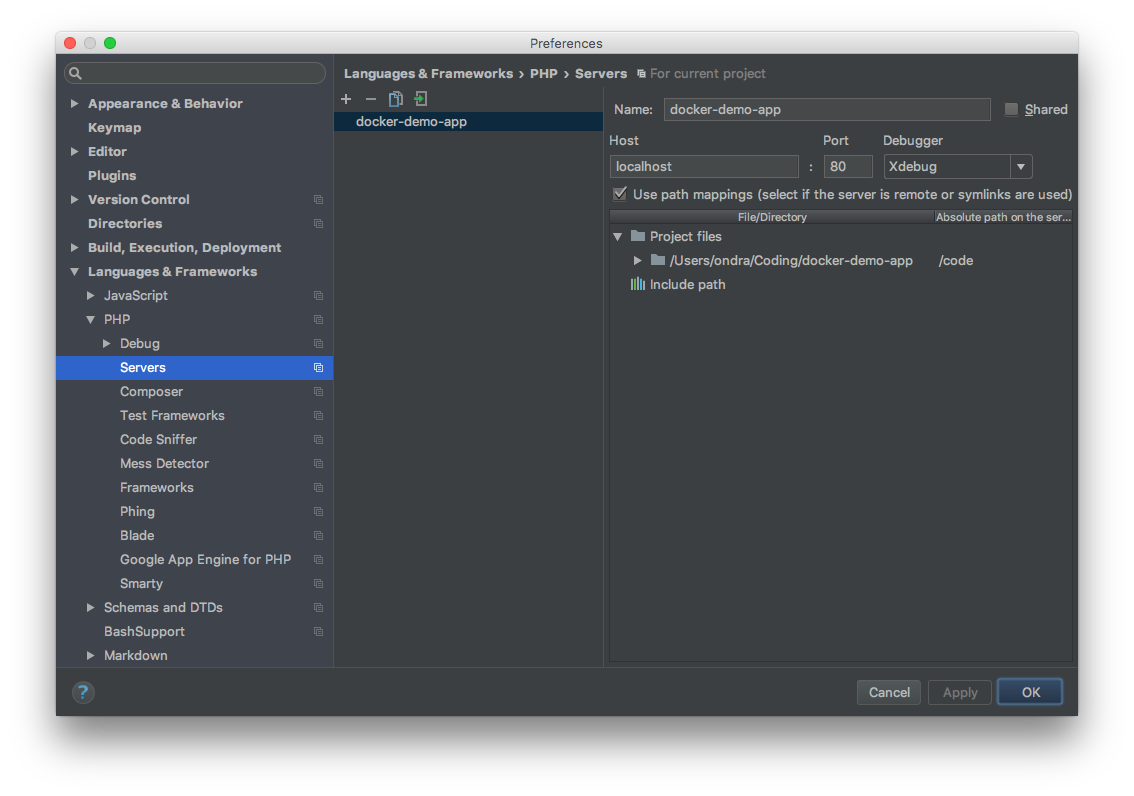 Preferences
Appearance & Behavior
Keymap
Editor
Plugins
Version Control
Directories
Build, Execution, Deployment
Languages & Frameworks
JavaScript
PHP
Debug
Servers
Composer
Test Frameworks
Code Sniffer
Mess Detector
Frameworks
Phing
Blade
Google App Engine for PHP
Smarty
Schemas and DTDs
BashSupport
Markdown
Languages & Frameworks › PHP › Servers For current project
docker-demo-app
Name: docker-demo-app Shared
Host Port Debugger
localhost : 80 Xdebug
Use path mappings (select if the server is remote or symlinks are used)
File/Directory Absolute path on the ser...
Project files
/Users/ondra/Coding/docker-demo-app /code
Include path
? Cancel Apply OK